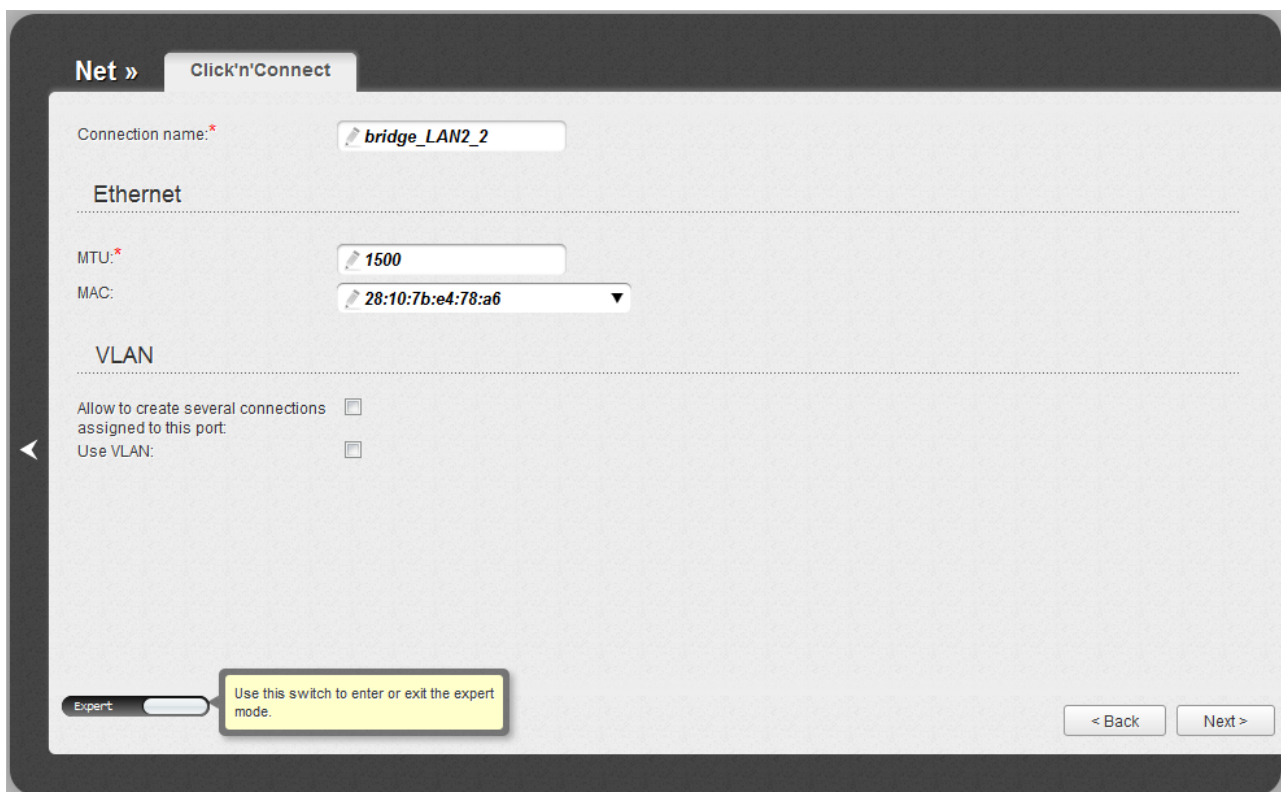 Net » Click'n'Connect
Connection name:* bridge_LAN2_2
Ethernet
MTU:* 1500
MAC: 28:10:7b:e4:78:a6
VLAN
Allow to create several connections
assigned to this port:
Use VLAN:
Expert
Use this switch to enter or exit the expert
mode.
< Back Next >